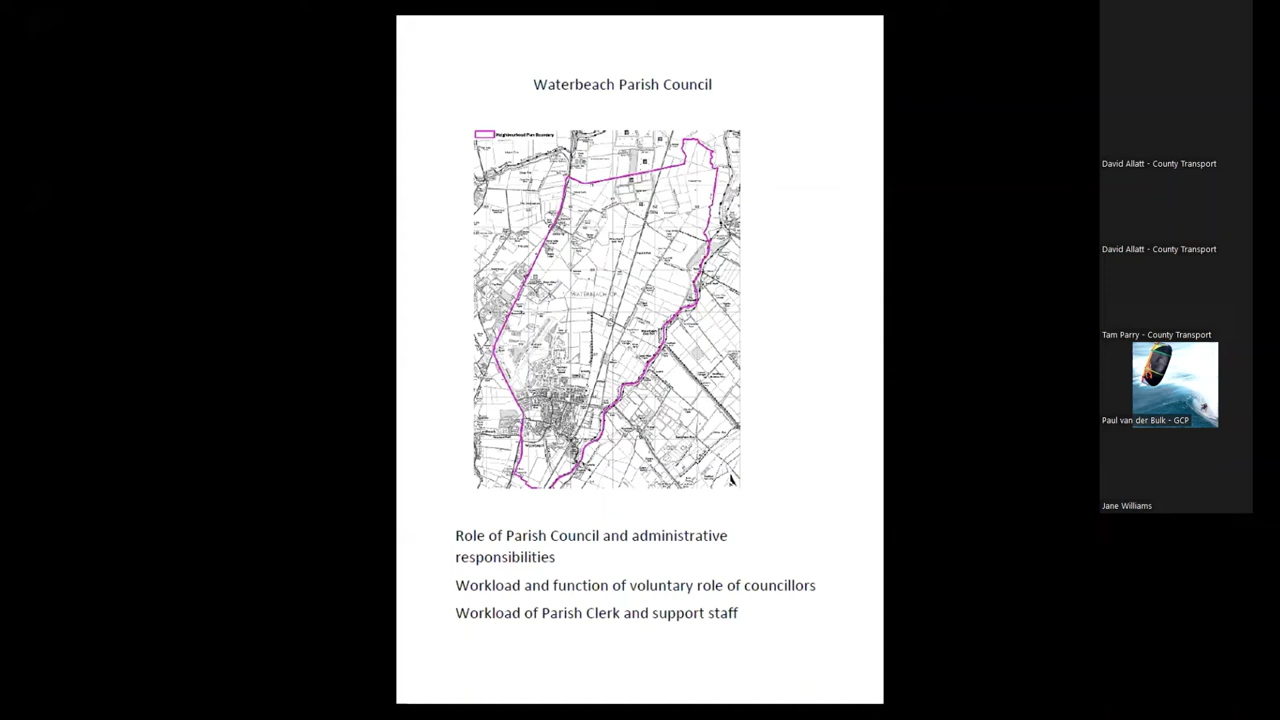 Waterbeach Parish Council
Neighbourhood Plan Boundary
WATERBEACH CP
Role of Parish Council and administrative
responsibilities
Workload and function of voluntary role of councillors
Workload of Parish Clerk and support staff
David Allatt - County Transport
David Allatt - County Transport
Tam Parry - County Transport
Paul van der Bulk - GCP
Jane Williams